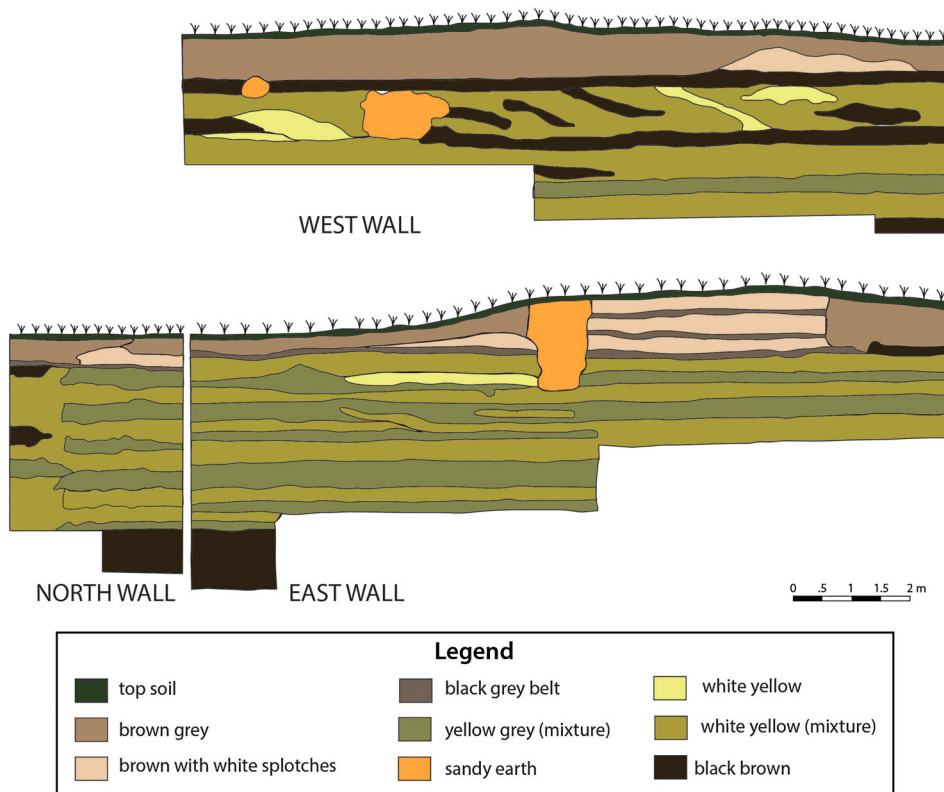 WEST WALL
NORTH WALL
EAST WALL
0 .5 1 1.5 2 m
Legend
top soil
black grey belt
white yellow
brown grey
yellow grey (mixture)
white yellow (mixture)
brown with white splotches
sandy earth
black brown